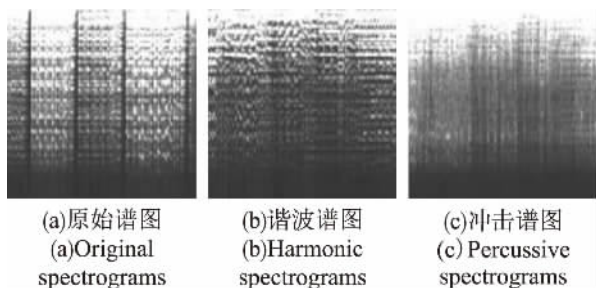 (a)原始谱图
(a)Original
spectrograms
(b)谐波谱图
(b)Harmonic
spectrograms
(c)冲击谱图
(c) Percussive
spectrograms